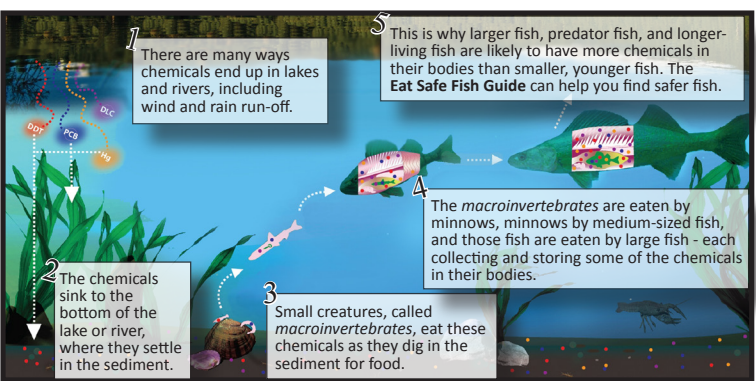 1
There are many ways
chemicals end up in lakes
and rivers, including
wind and rain run-off.
DDT
PCB
DLC
Hg
2
The chemicals
sink to the
bottom of the
lake or river,
where they settle
in the sediment.
3
Small creatures, called
macroinvertebrates, eat these
chemicals as they dig in the
sediment for food.
4
The macroinvertebrates are eaten by
minnows, minnows by medium-sized fish,
and those fish are eaten by large fish - each
collecting and storing some of the chemicals
in their bodies.
5
This is why larger fish, predator fish, and longer-
living fish are likely to have more chemicals in
their bodies than smaller, younger fish. The
Eat Safe Fish Guide can help you find safer fish.